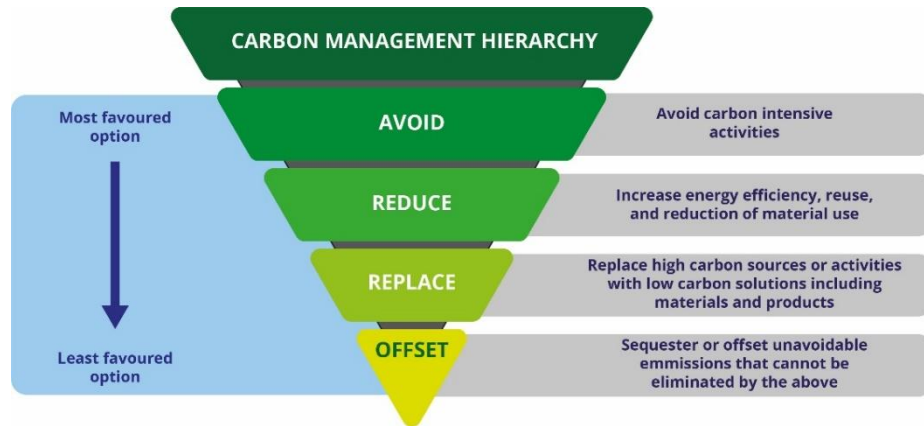 CARBON MANAGEMENT HIERARCHY
Most favoured
option
AVOID
Avoid carbon intensive
activities
REDUCE
Increase energy efficiency, reuse,
and reduction of material use
REPLACE
Replace high carbon sources or activities
with low carbon solutions including
materials and products
Least favoured
option
OFFSET
Sequester or offset unavoidable
emmissions that cannot be
eliminated by the above